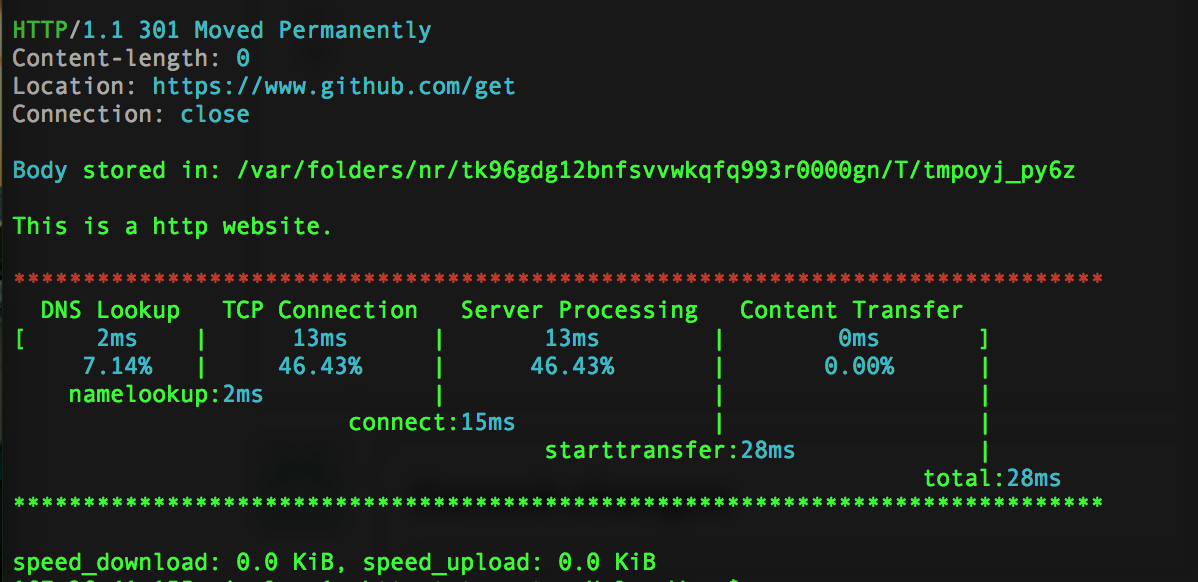 HTTP/1.1 301 Moved Permanently
Content-length: 0
Location: https://www.github.com/get
Connection: close
Body stored in: /var/folders/nr/tk96gdg12bnfsvvwkqfq993r0000gn/T/tmpoyj_py6z
This is a http website.
******************************************************************************
DNS Lookup TCP Connection Server Processing Content Transfer
[ 2ms | 13ms | 13ms | 0ms ]
7.14% | 46.43% | 46.43% | 0.00% |
namelookup:2ms | | |
connect:15ms | |
starttransfer:28ms |
total:28ms
******************************************************************************
speed_download: 0.0 KiB, speed_upload: 0.0 KiB